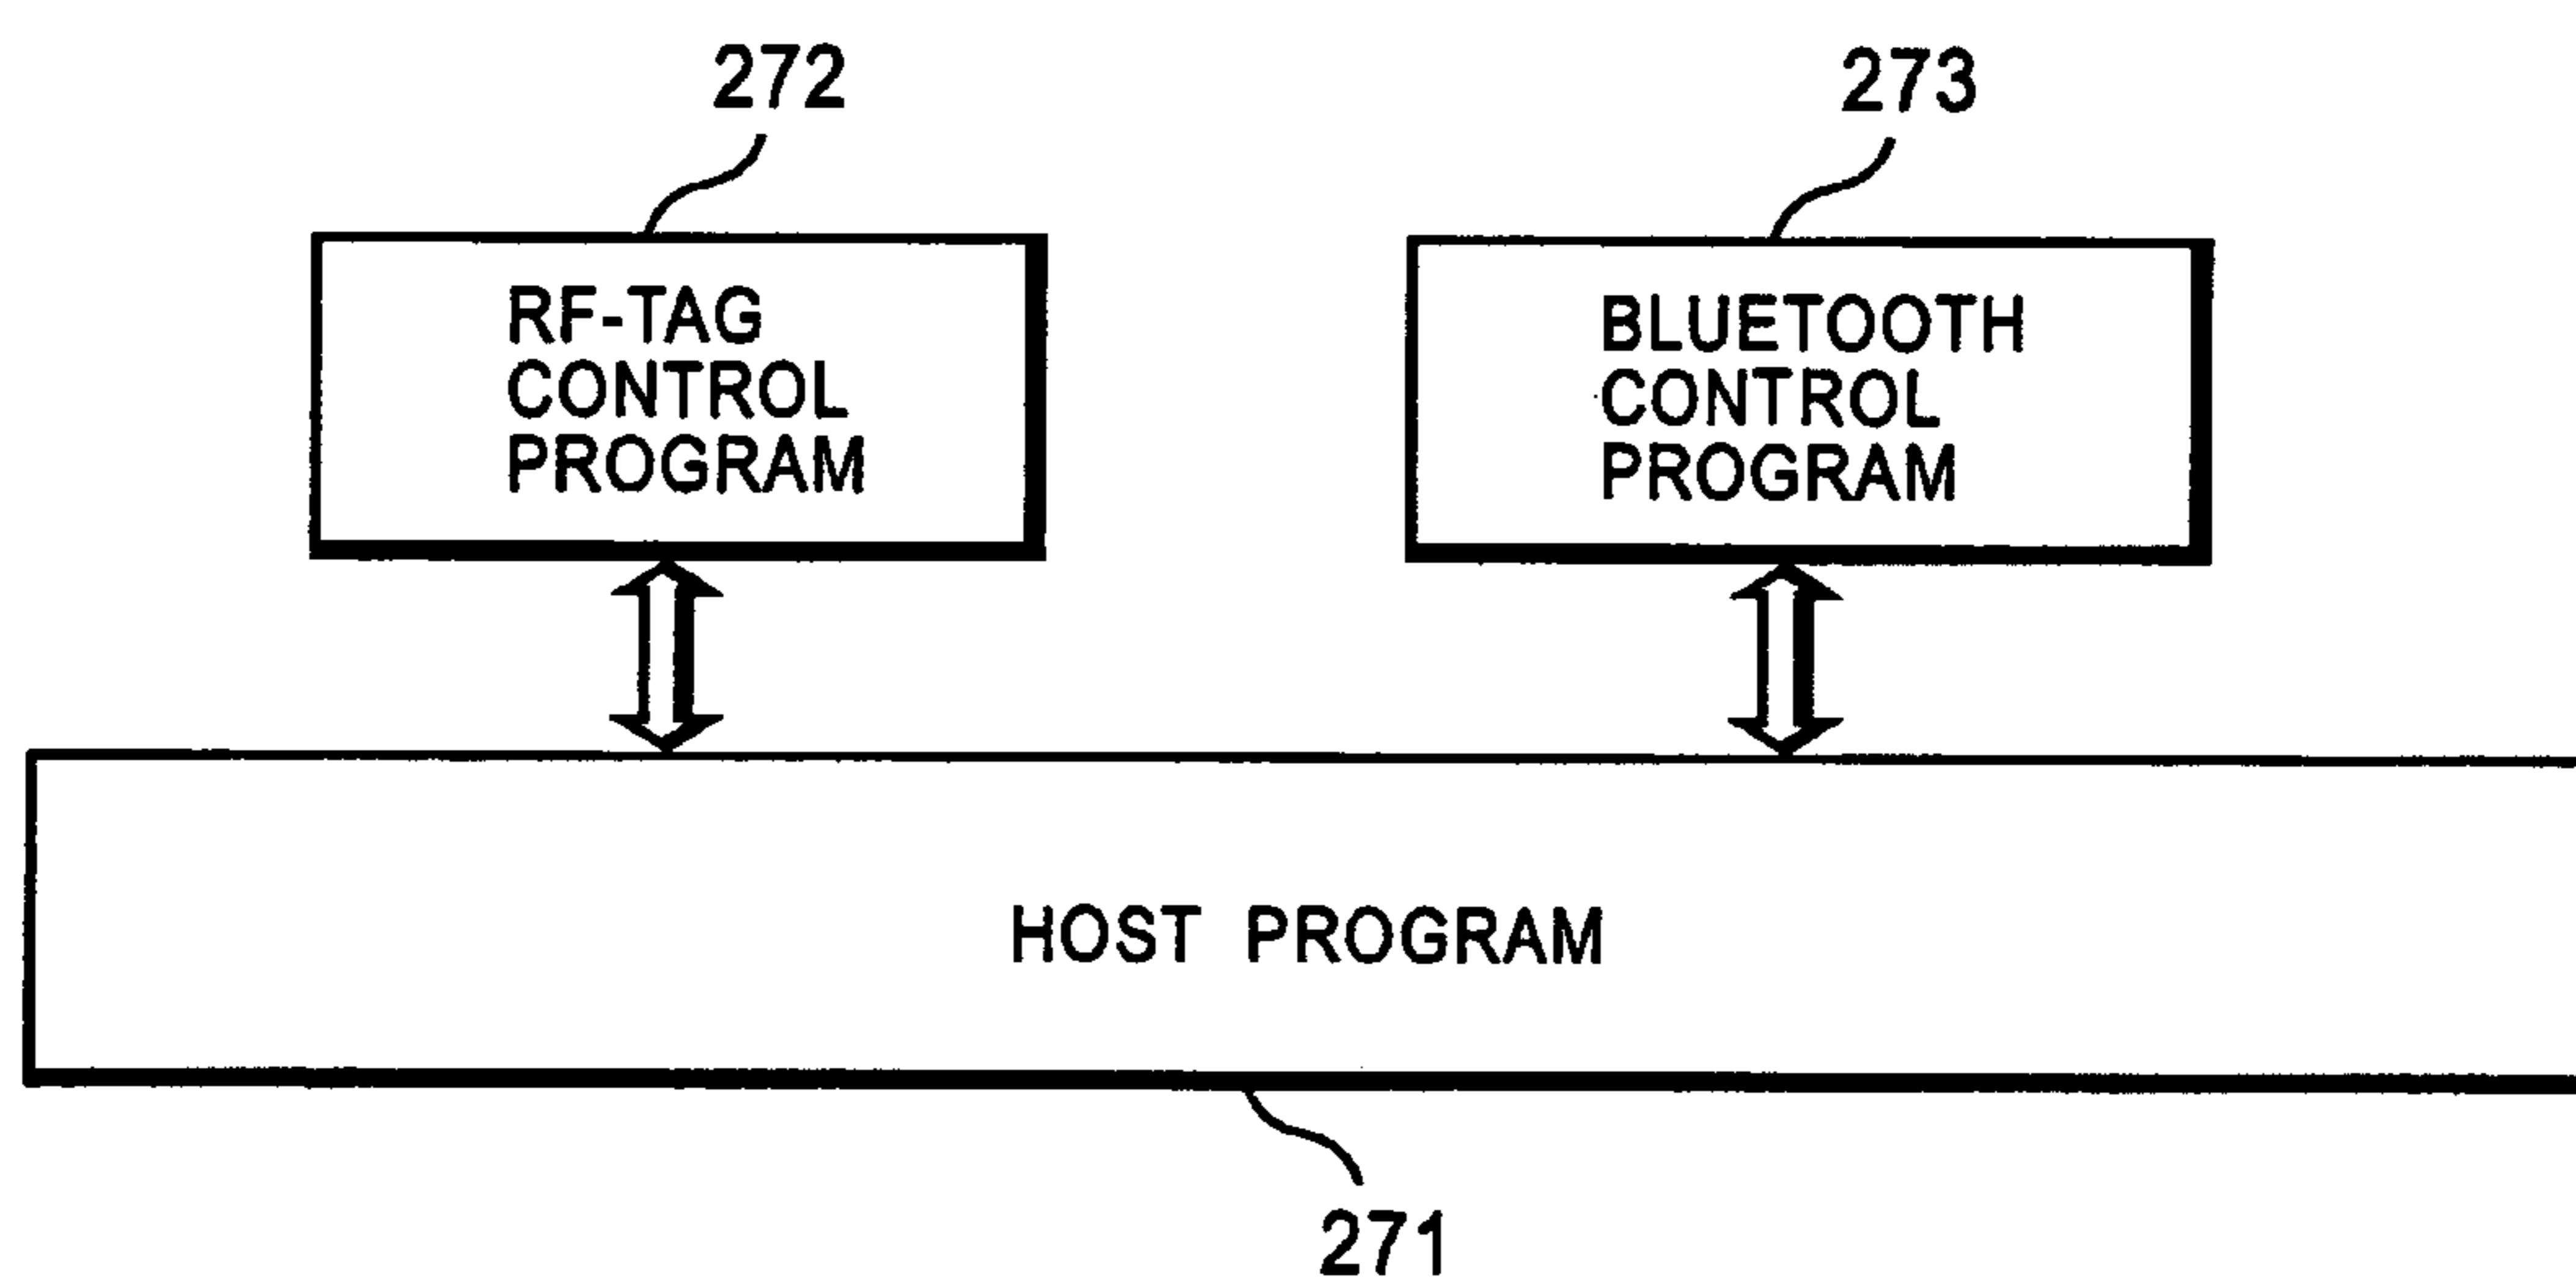 272
273
RF-TAG
CONTROL
PROGRAM
BLUETOOTH
CONTROL
PROGRAM
HOST PROGRAM
271